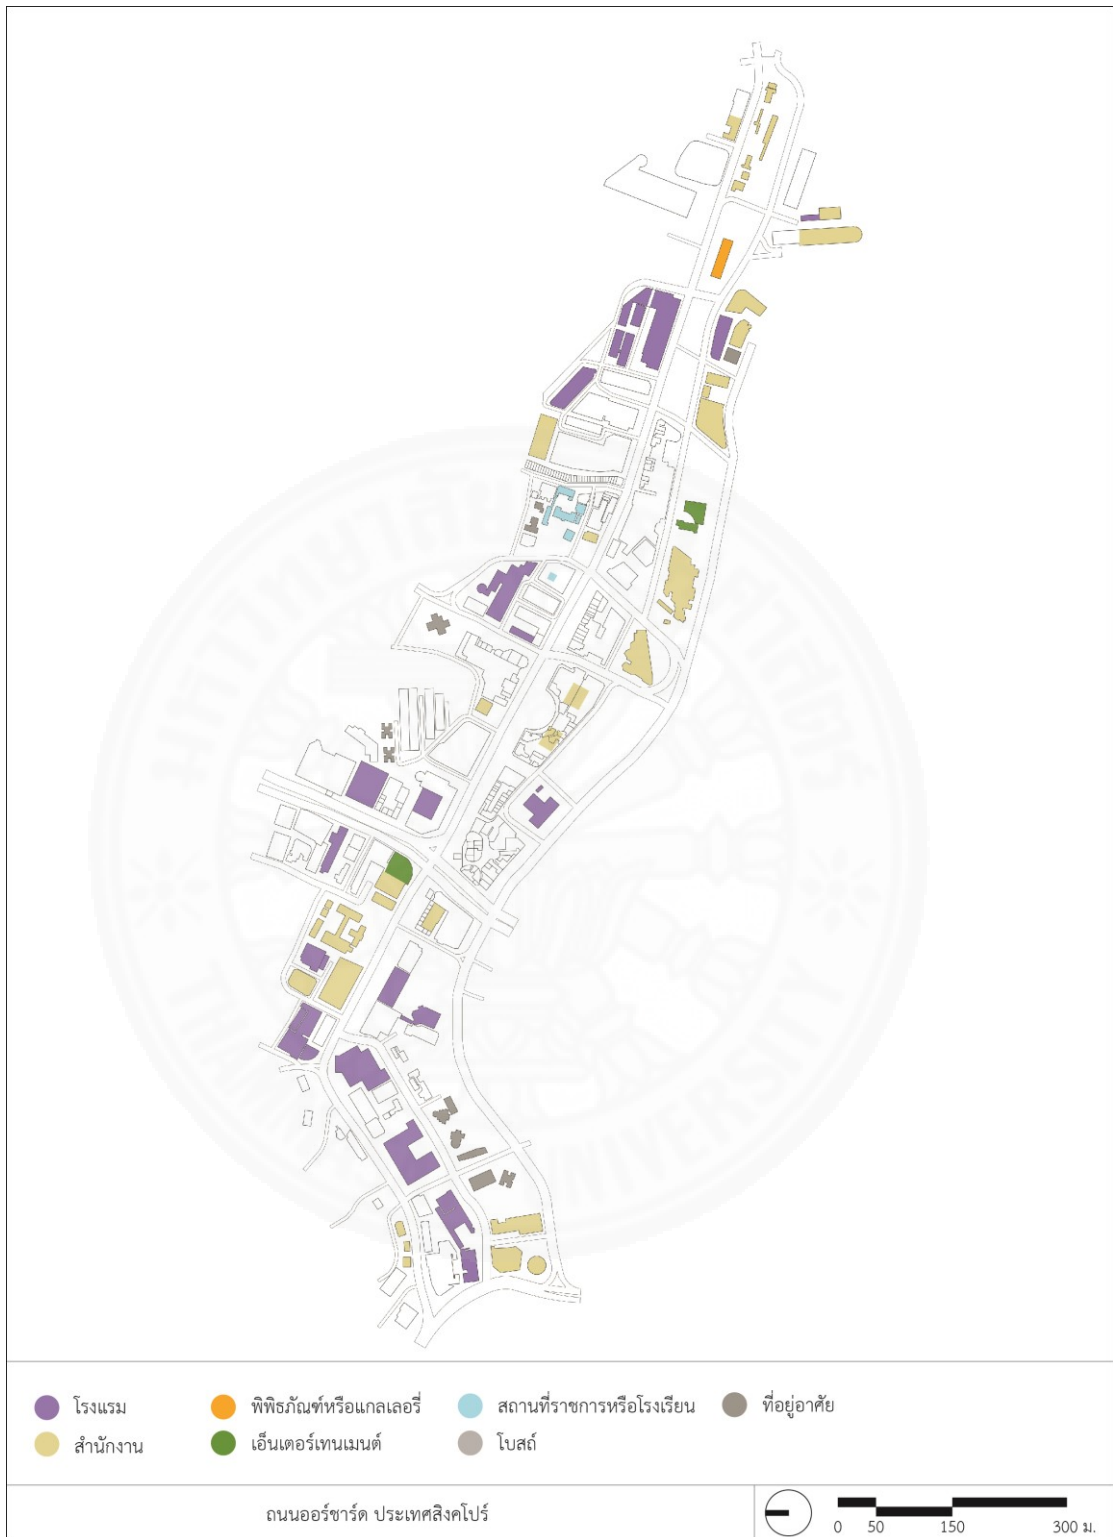 โรงแรม
พิพิธภัณฑ์หรือแกลเลอรี่
สถานที่ราชการหรือโรงเรียน
ที่อยู่อาศัย
สำนักงาน
เอ็นเตอร์เทนเมนต์
โบสถ์
ถนนออร์ชาร์ด ประเทศสิงคโปร์
0 50 150 300 ม.